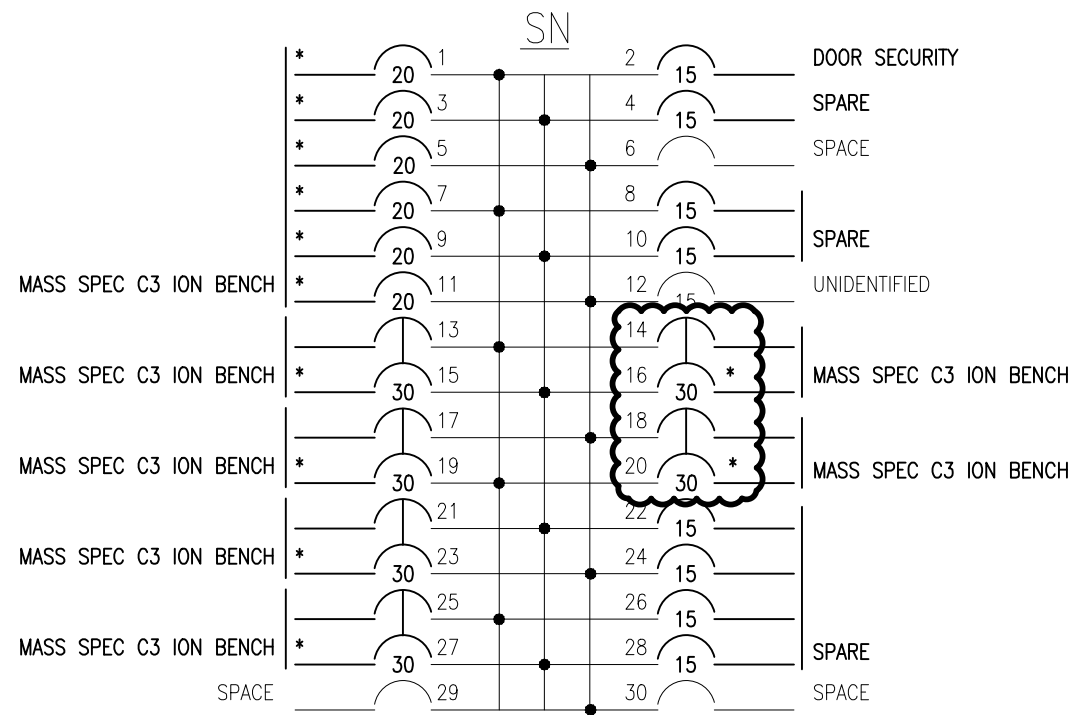 SN
* 20 1 2 15 DOOR SECURITY
* 20 3 4 15 SPARE
* 20 5 6 SPACE
* 20 7 8 15
* 20 9 10 15 SPARE
MASS SPEC C3 ION BENCH * 20 11 12 15 UNIDENTIFIED
13 14
MASS SPEC C3 ION BENCH * 30 15 16 30 * MASS SPEC C3 ION BENCH
17 18
MASS SPEC C3 ION BENCH * 30 19 20 30 * MASS SPEC C3 ION BENCH
21 22 15
MASS SPEC C3 ION BENCH * 30 23 24 15
25 26 15
MASS SPEC C3 ION BENCH * 30 27 28 15 SPARE
SPACE 29 30 SPACE